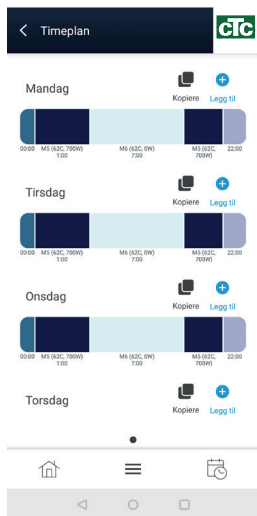 Timeplan
CTC
Mandag
Kopiere Legg til
00:00 M5 (62C, 700W) M6 (62C, 0W) M5 (62C, 22:00
1:00 7:00 700W)
Tirsdag
Kopiere Legg til
00:00 M5 (62C, 700W) M6 (62C, 0W) M5 (62C, 22:00
1:00 7:00 700W)
Onsdag
Kopiere Legg til
00:00 M5 (62C, 700W) M6 (62C, 0W) M5 (62C, 22:00
1:00 7:00 700W)
Torsdag
Kopiere Legg til